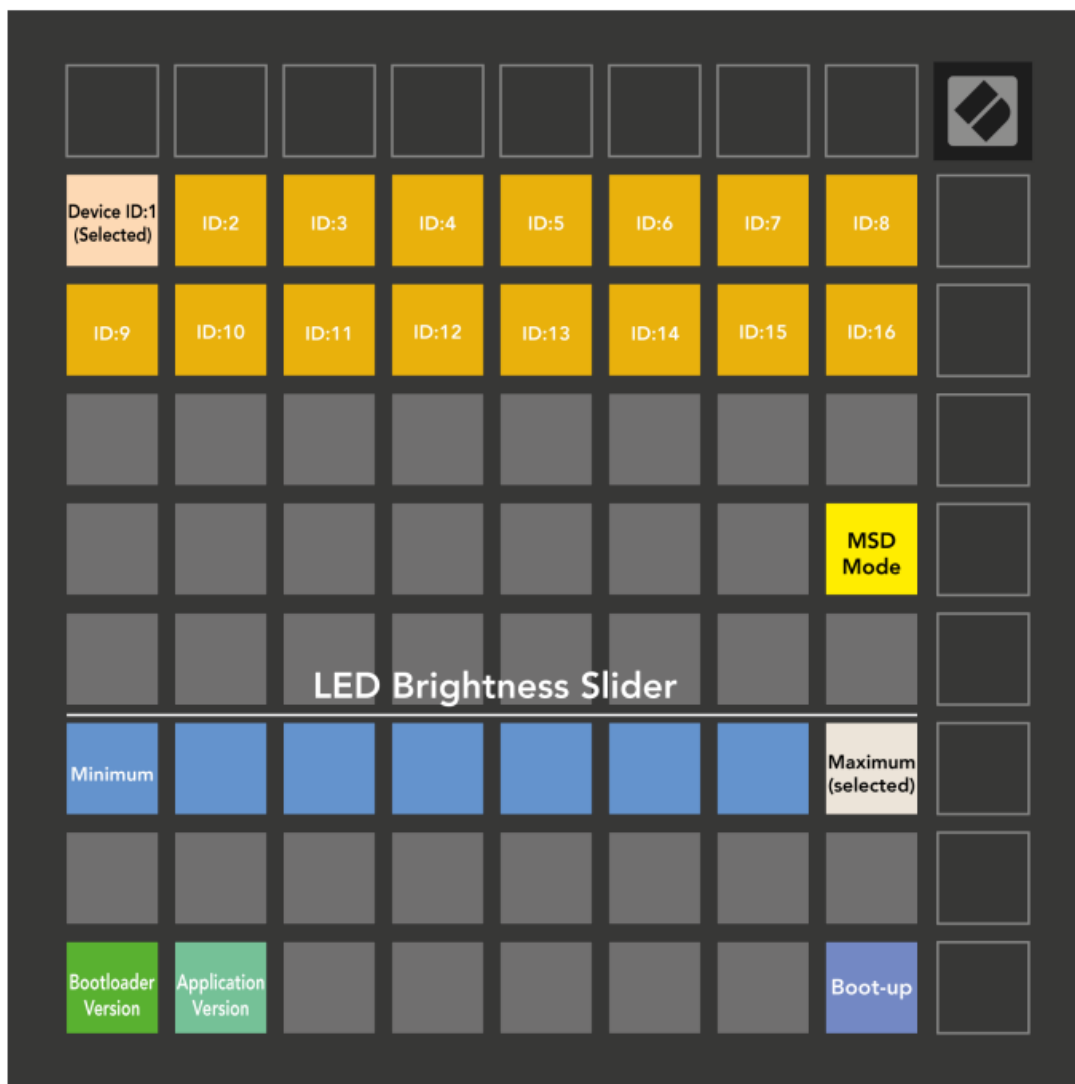 Device ID:1
(Selected)
ID:2
ID:3
ID:4
ID:5
ID:6
ID:7
ID:8
ID:9
ID:10
ID:11
ID:12
ID:13
ID:14
ID:15
ID:16
MSD
Mode
LED Brightness Slider
Minimum
Maximum
(selected)
Bootloader
Version
Application
Version
Boot-up